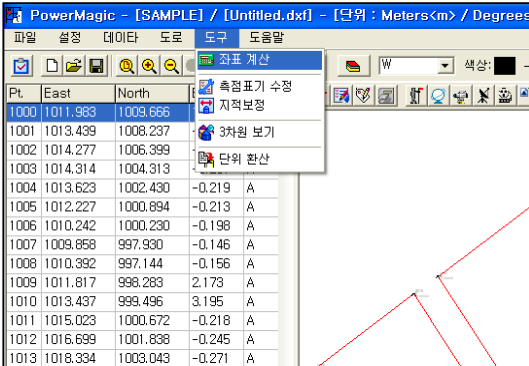 PowerMagic - [SAMPLE] / [Untitled.dxf] - [단위 : Meters<m> / Degrees
파일 설정 데이타 도로 도구 도움말
W 색상:
좌표 계산
측점표기 수정
지적보정
3차원 보기
단위 환산
Pt. East North
1000 1011.983 1009.666
1001 1013.439 1008.237
1002 1014.277 1006.399
1003 1014.314 1004.313
1004 1013.623 1002.430 -0.219 A
1005 1012.227 1000.894 -0.213 A
1006 1010.242 1000.230 -0.198 A
1007 1009.858 997.930 -0.146 A
1008 1010.392 997.144 -0.156 A
1009 1011.817 998.283 2.173 A
1010 1013.437 999.496 3.195 A
1011 1015.023 1000.672 -0.218 A
1012 1016.699 1001.838 -0.245 A
1013 1018.334 1003.043 -0.271 A